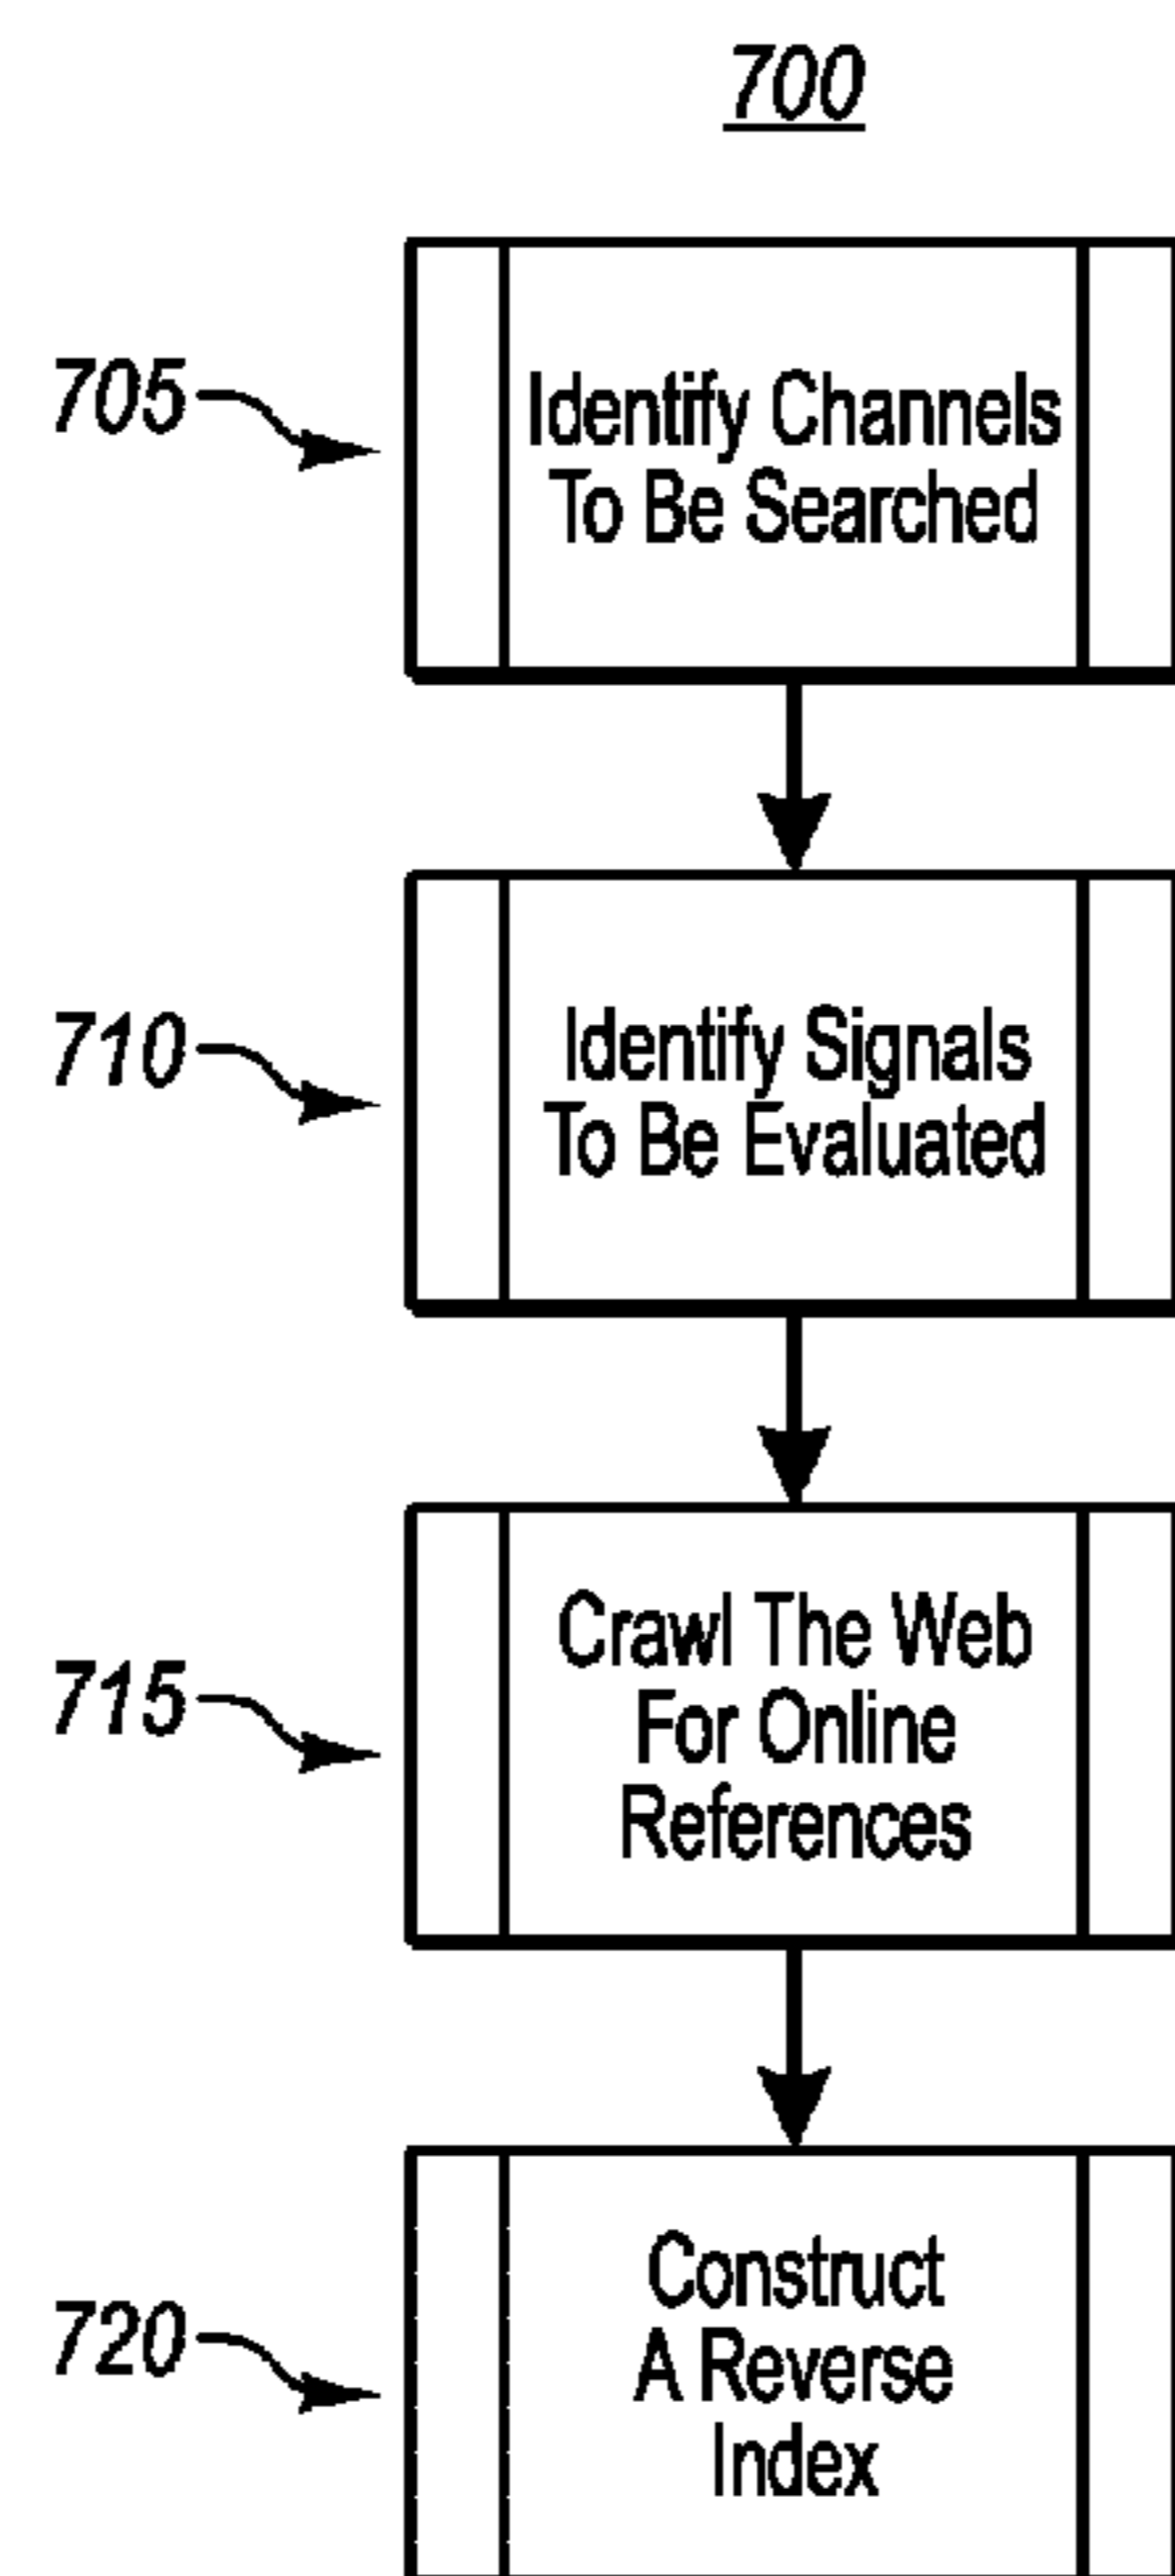 700
705
Identify Channels
To Be Searched
710
Identify Signals
To Be Evaluated
715
Crawl The Web
For Online
References
720
Construct
A Reverse
Index